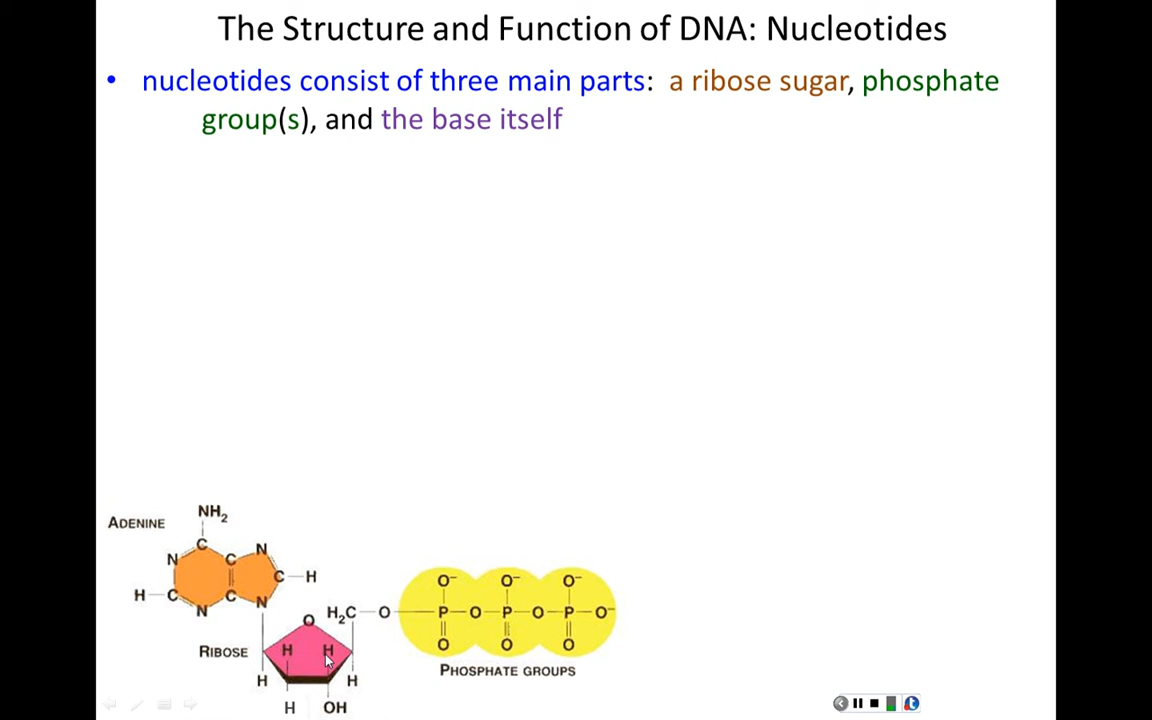 The Structure and Function of DNA: Nucleotides
• nucleotides consist of three main parts: a ribose sugar, phosphate
group(s), and the base itself
NH₂
ADENINE
C
N C N
C H
H C C N
N
H₂C O
O
RIBOSE H H
H H
H OH
O⁻ O⁻ O⁻
P O P O P O⁻
O O O
PHOSPHATE GROUPS